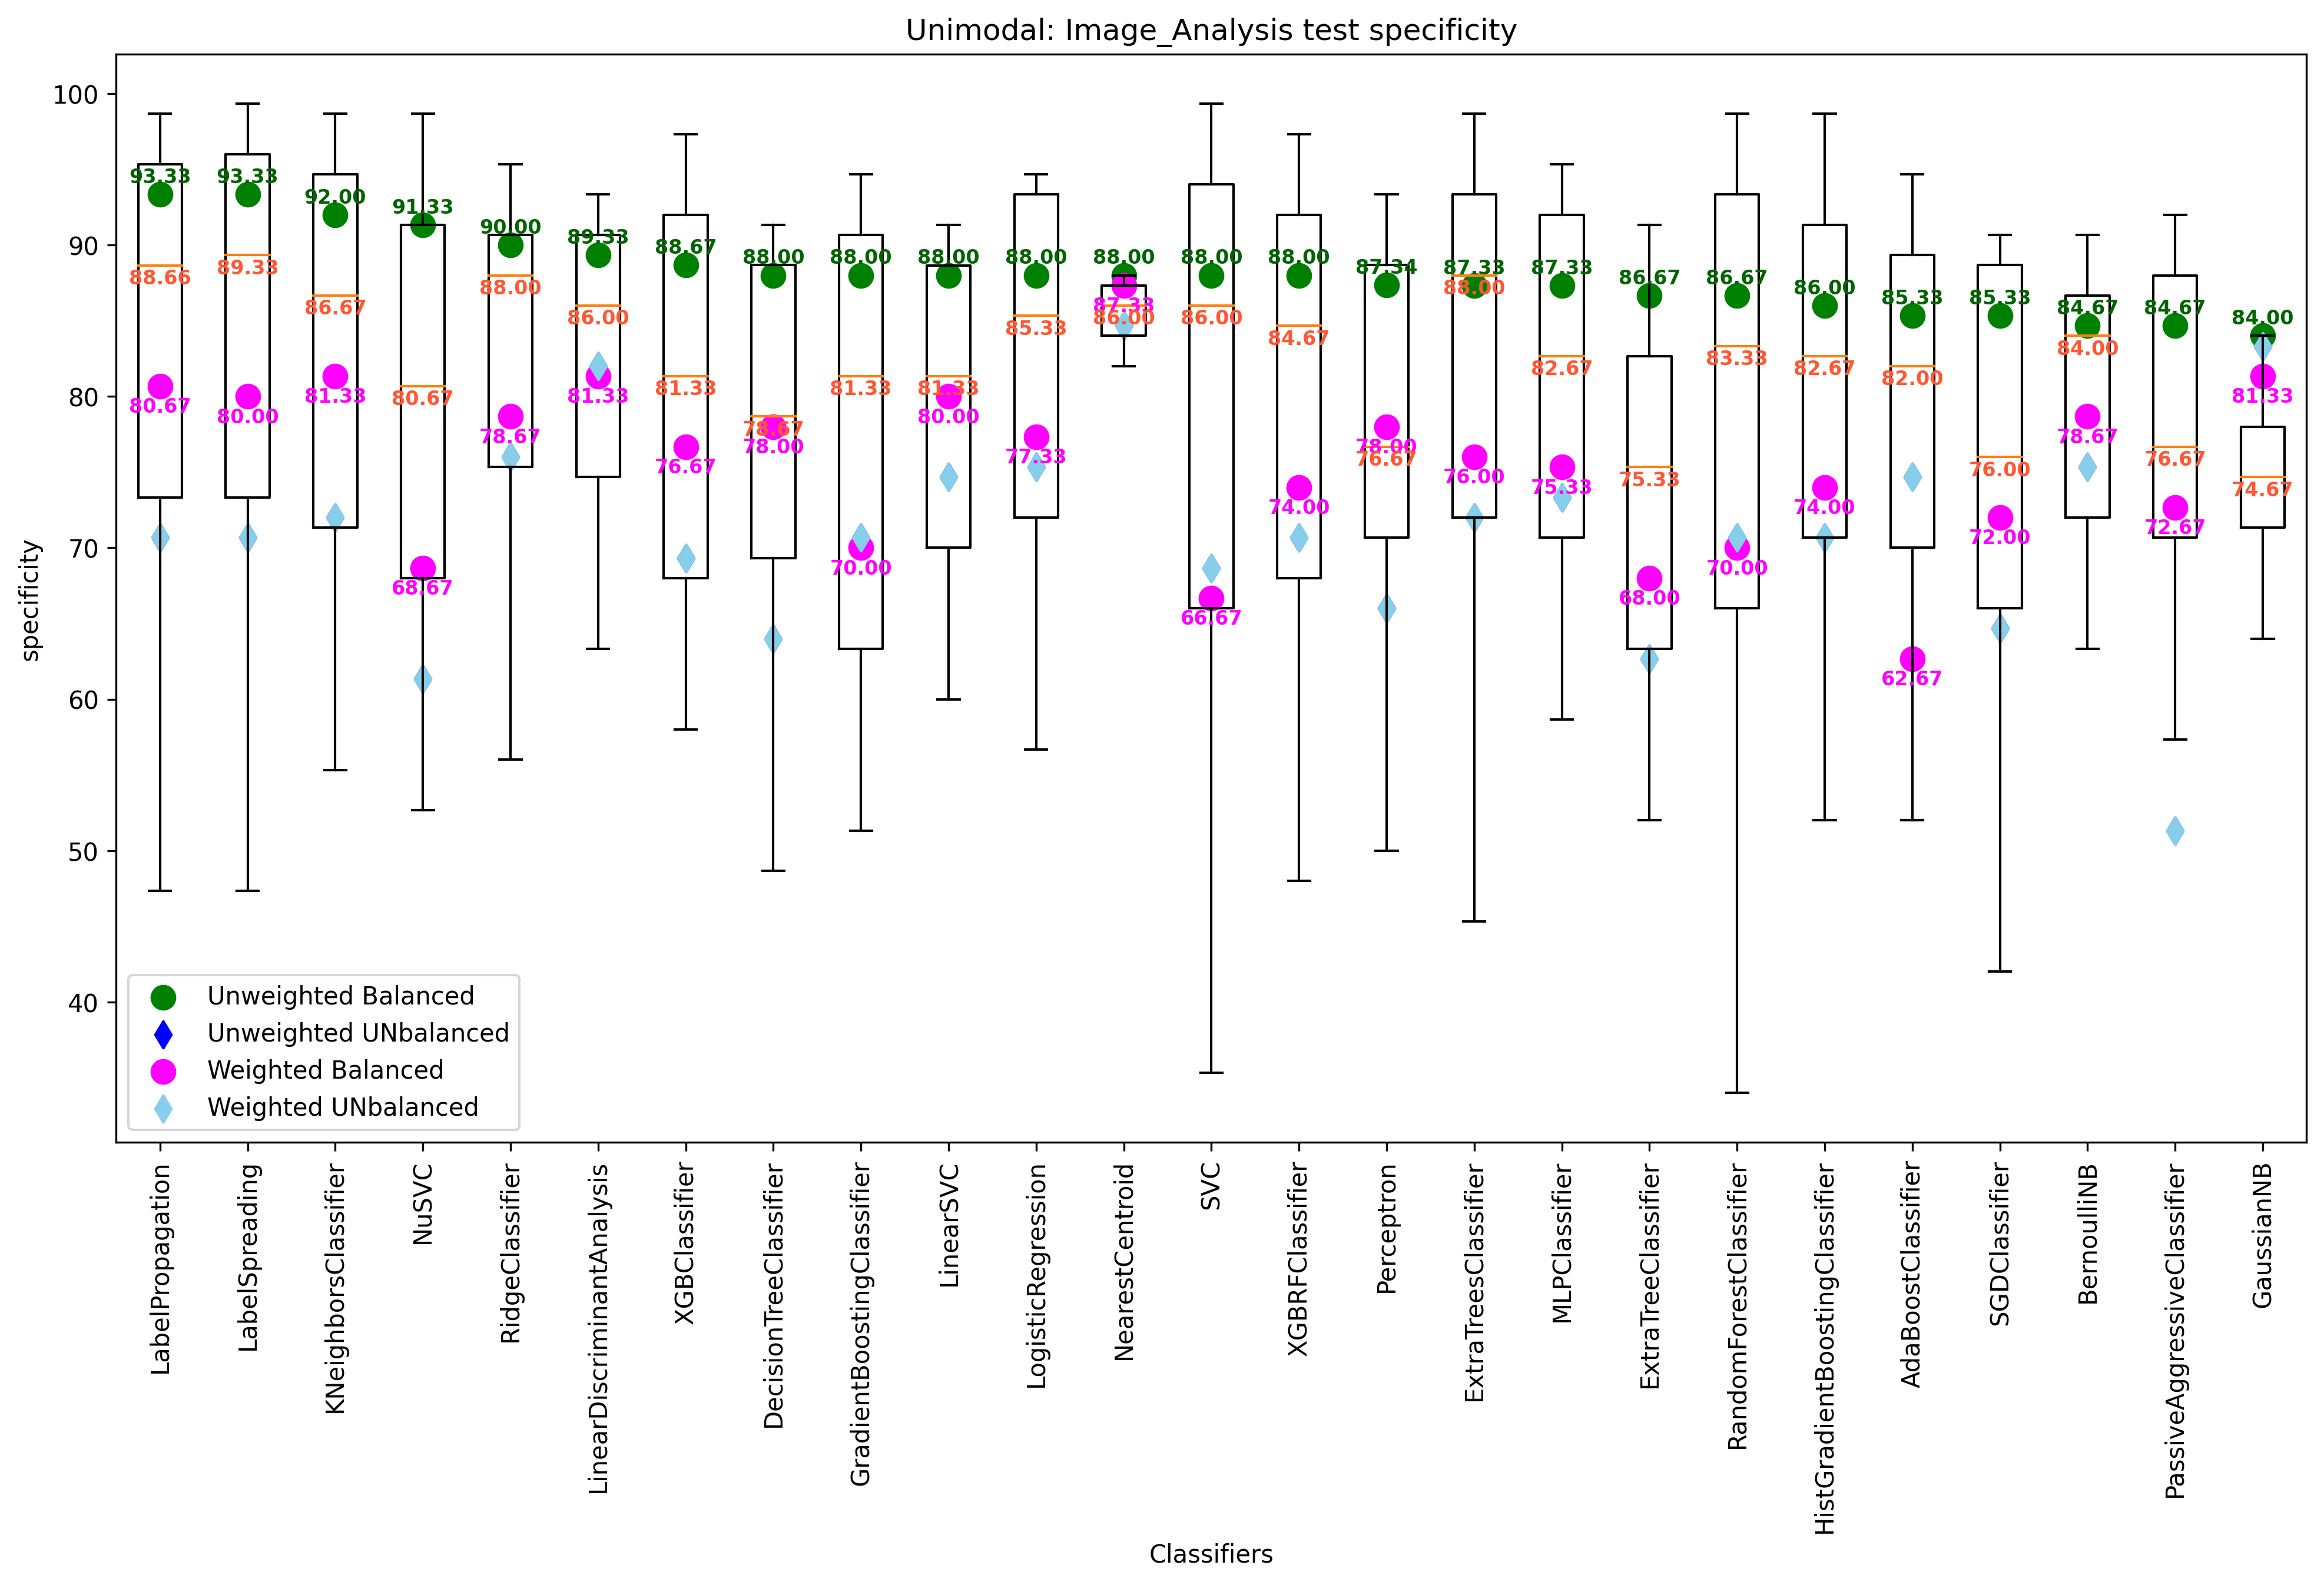 Unimodal: Image_Analysis test specificity
specificity
100
90
80
70
60
50
40
93.33 93.33 92.00 91.33 90.00 89.33 88.67 88.00 88.00 88.00 88.00 88.00 88.00 88.00 87.34 87.33 87.33 86.67 86.67 86.00 85.33 85.33 84.67 84.67 84.00
88.66 89.33 86.67 80.67 88.00 86.00 81.33 78.67 81.33 81.33 85.33 86.00 86.00 84.67 76.67 88.00 82.67 75.33 83.33 82.67 82.00 76.00 84.00 76.67 74.67
80.67 80.00 81.33 68.67 78.67 81.33 76.67 78.00 70.00 80.00 77.33 87.33 66.67 74.00 78.00 76.00 75.33 68.00 70.00 74.00 62.67 72.00 78.67 72.67 81.33
Unweighted Balanced
Unweighted UNbalanced
Weighted Balanced
Weighted UNbalanced
LabelPropagation
LabelSpreading
KNeighborsClassifier
NuSVC
RidgeClassifier
LinearDiscriminantAnalysis
XGBClassifier
DecisionTreeClassifier
GradientBoostingClassifier
LinearSVC
LogisticRegression
NearestCentroid
SVC
XGBRFClassifier
Perceptron
ExtraTreesClassifier
MLPClassifier
ExtraTreeClassifier
RandomForestClassifier
HistGradientBoostingClassifier
AdaBoostClassifier
SGDClassifier
BernoulliNB
PassiveAggressiveClassifier
GaussianNB
Classifiers